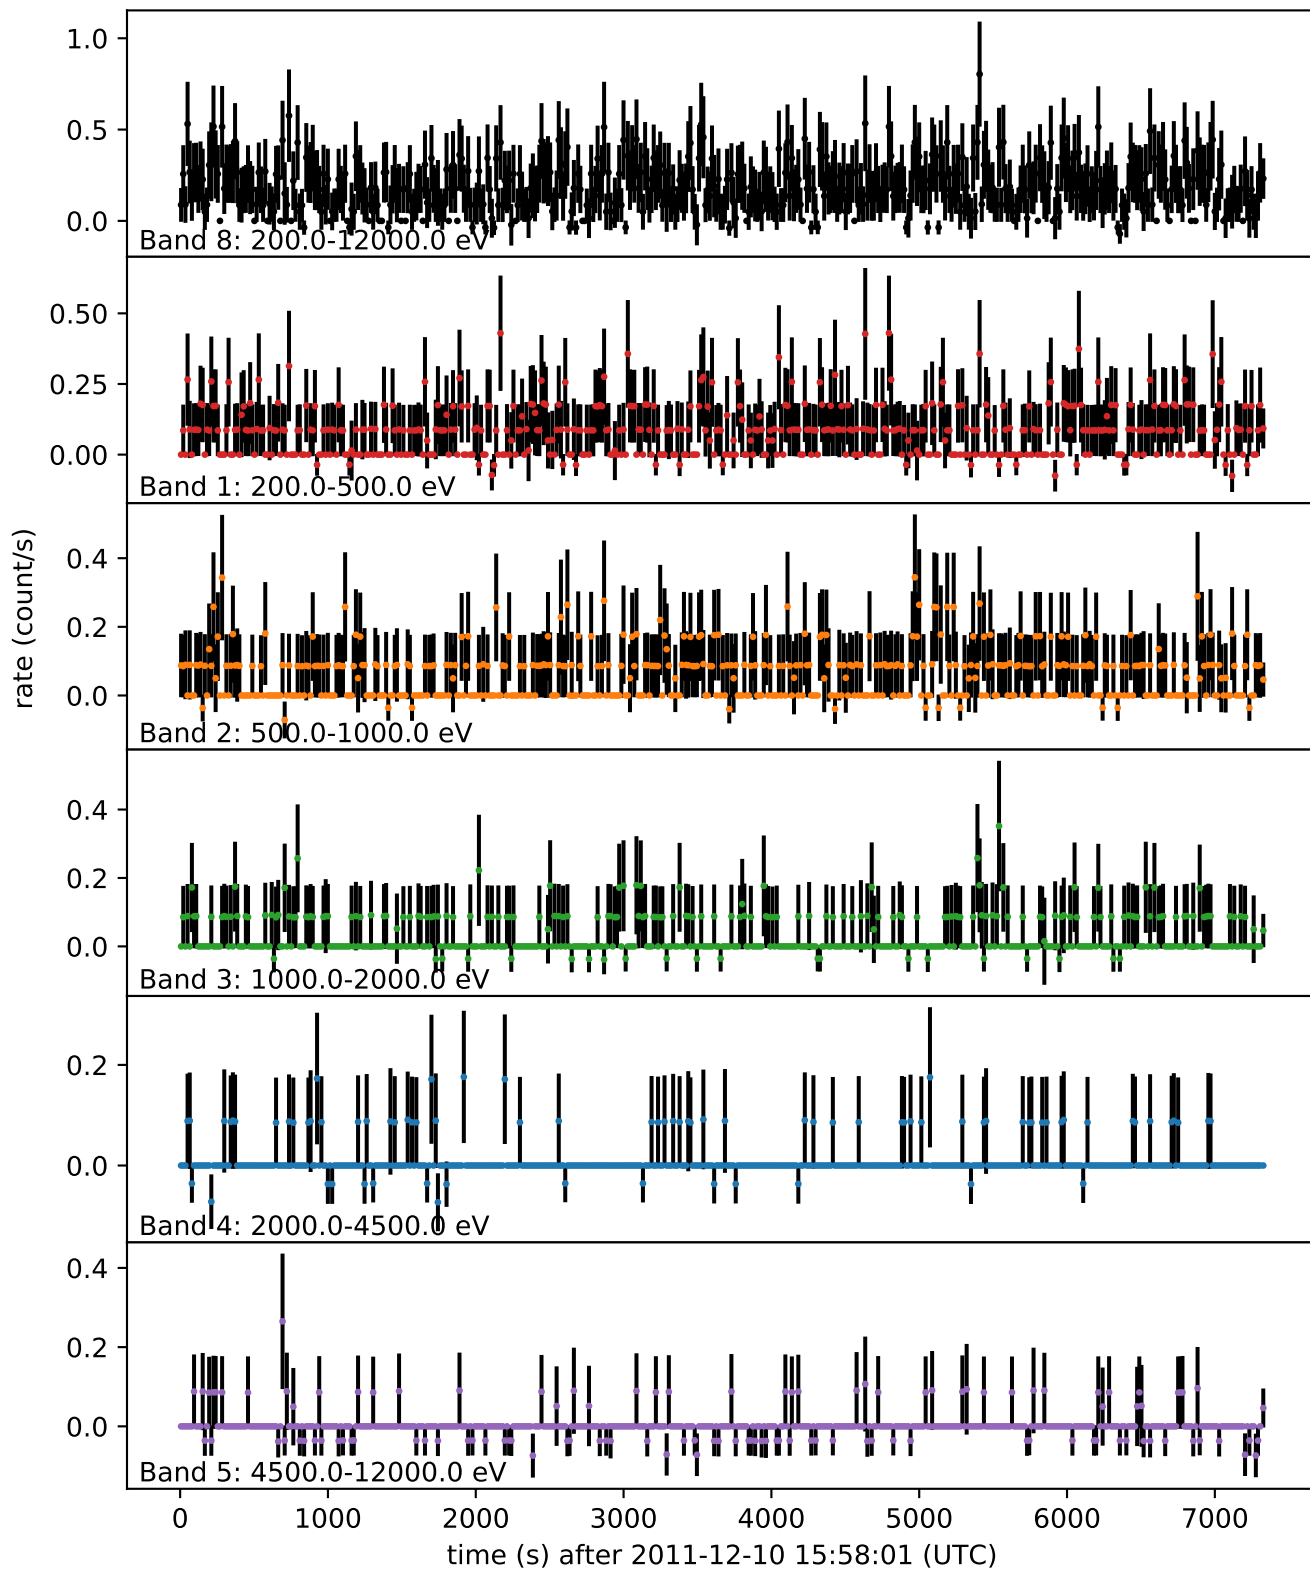 1.0
0.5
0.0
Band 8: 200.0-12000.0 eV
0.50
0.25
0.00
Band 1: 200.0-500.0 eV
rate (count/s)
0.4
0.2
0.0
Band 2: 500.0-1000.0 eV
0.4
0.2
0.0
Band 3: 1000.0-2000.0 eV
0.2
0.0
Band 4: 2000.0-4500.0 eV
0.4
0.2
0.0
Band 5: 4500.0-12000.0 eV
0 1000 2000 3000 4000 5000 6000 7000
time (s) after 2011-12-10 15:58:01 (UTC)